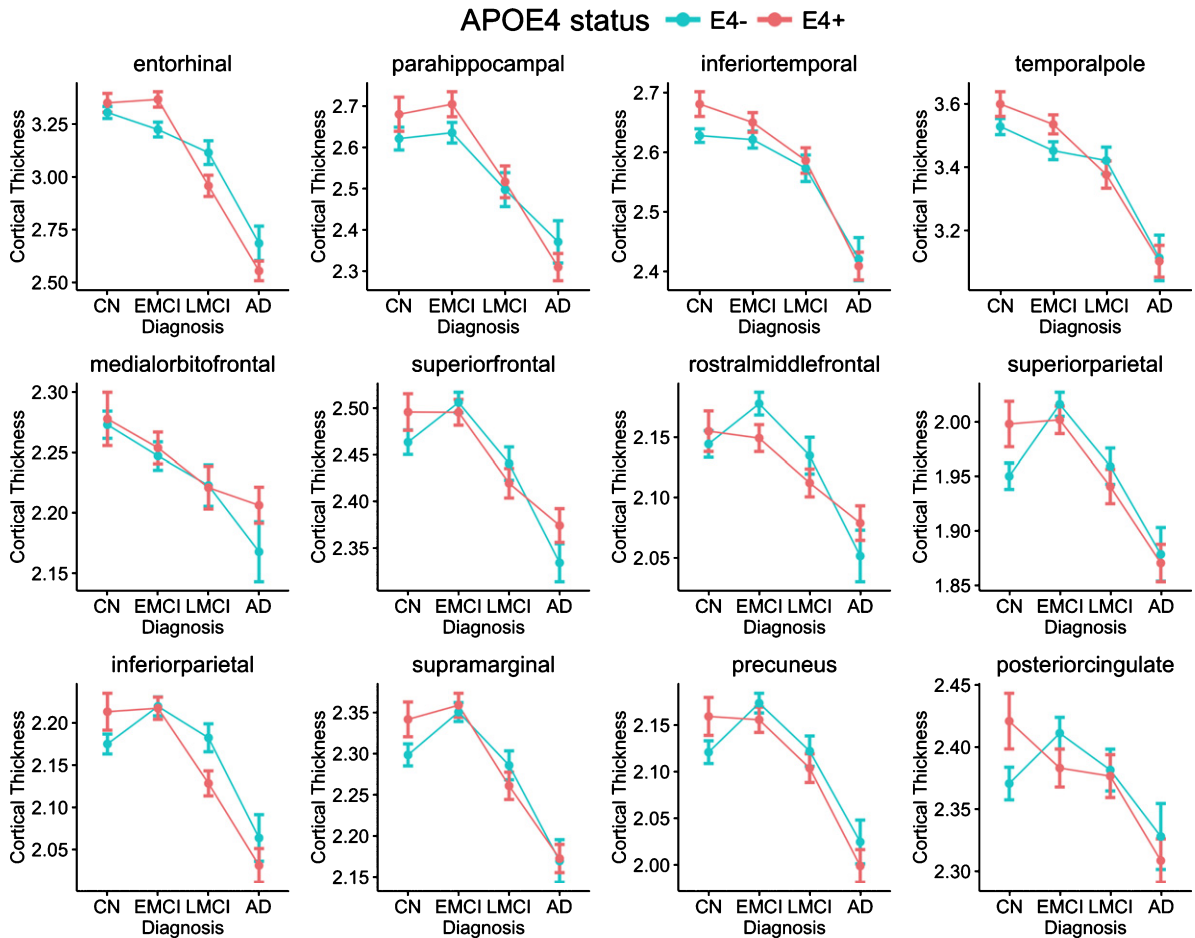 APOE4 status E4- E4+
entorhinal parahippocampal inferiortemporal temporalpole
Cortical Thickness Cortical Thickness Cortical Thickness Cortical Thickness
3.25 3.00 2.75 2.50
2.7 2.6 2.5 2.4 2.3
2.7 2.6 2.5 2.4
3.6 3.4 3.2
CN EMCI LMCI AD CN EMCI LMCI AD CN EMCI LMCI AD CN EMCI LMCI AD
Diagnosis Diagnosis Diagnosis Diagnosis
medialorbitofrontal superiorfrontal rostralmiddlefrontal superiorparietal
Cortical Thickness Cortical Thickness Cortical Thickness Cortical Thickness
2.30 2.25 2.20 2.15
2.50 2.45 2.40 2.35
2.15 2.10 2.05
2.00 1.95 1.90 1.85
CN EMCI LMCI AD CN EMCI LMCI AD CN EMCI LMCI AD CN EMCI LMCI AD
Diagnosis Diagnosis Diagnosis Diagnosis
inferiorparietal supramarginal precuneus posteriorcingulate
Cortical Thickness Cortical Thickness Cortical Thickness Cortical Thickness
2.20 2.15 2.10 2.05
2.35 2.30 2.25 2.20 2.15
2.15 2.10 2.05 2.00
2.45 2.40 2.35 2.30
CN EMCI LMCI AD CN EMCI LMCI AD CN EMCI LMCI AD CN EMCI LMCI AD
Diagnosis Diagnosis Diagnosis Diagnosis